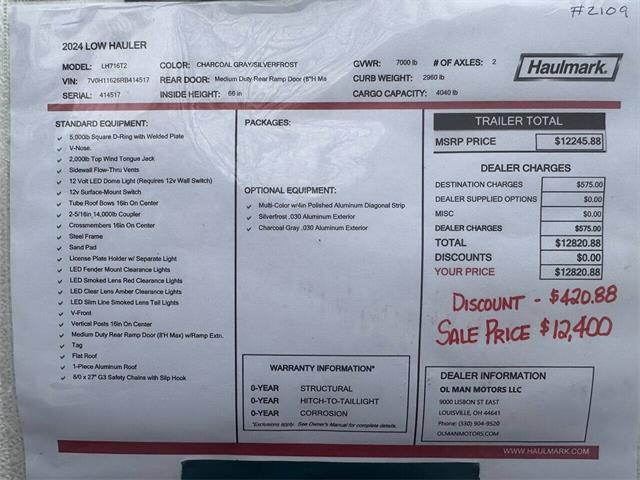 #2109
2024 LOW HAULER
MODEL: LH716T2 COLOR: CHARCOAL GRAY/SILVERFROST GVWR: 7000 lb # OF AXLES: 2
VIN: 7V0H11626RB414517 REAR DOOR: Medium Duty Rear Ramp Door (8"H Ma CURB WEIGHT: 2960 lb
SERIAL: 414517 INSIDE HEIGHT: 66 in CARGO CAPACITY: 4040 lb
Haulmark.
STANDARD EQUIPMENT:
5,000lb Square D-Ring with Welded Plate
V-Nose.
2,000lb Top Wind Tongue Jack
Sidewall Flow-Thru Vents
12 Volt LED Dome Light (Requires 12v Wall Switch)
12v Surface-Mount Switch
Tube Roof Bows 16in On Center
2-5/16in 14,000lb Coupler
Crossmembers 16in On Center
Steel Frame
Sand Pad
License Plate Holder w/ Separate Light
LED Fender Mount Clearance Lights
LED Smoked Lens Red Clearance Lights
LED Clear Lens Amber Clearance Lights
LED Slim Line Smoked Lens Tail Lights
V-Front
Vertical Posts 16in On Center
Medium Duty Rear Ramp Door (8'H Max) w/Ramp Extn.
Tag
Flat Roof
1-Piece Aluminum Roof
8/0 x 27" G3 Safety Chains with Slip Hook
PACKAGES:
OPTIONAL EQUIPMENT:
Multi-Color w/4in Polished Aluminum Diagonal Strip
Silverfrost .030 Aluminum Exterior
Charcoal Gray .030 Aluminum Exterior
WARRANTY INFORMATION*
0-YEAR STRUCTURAL
0-YEAR HITCH-TO-TAILLIGHT
0-YEAR CORROSION
*Exclusions apply. See Owner's Manual for complete details.
TRAILER TOTAL
MSRP PRICE $12245.88
DEALER CHARGES
DESTINATION CHARGES $575.00
DEALER SUPPLIED OPTIONS $0.00
MISC $0.00
DEALER CHARGES $575.00
TOTAL $12820.88
DISCOUNTS $0.00
YOUR PRICE $12820.88
DISCOUNT - $420.88
SALE PRICE $12,400
DEALER INFORMATION
OL MAN MOTORS LLC
9000 LISBON ST EAST
LOUISVILLE, OH 44641
Phone: (330) 904-9520
OLMANMOTORS.COM
WWW.HAULMARK.COM